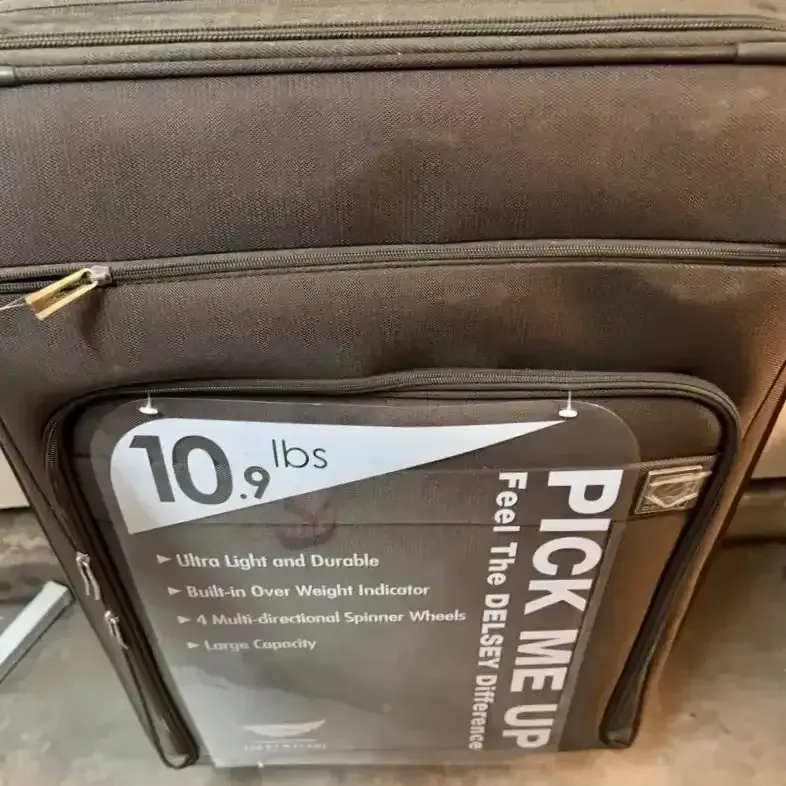 10.9 lbs
► Ultra Light and Durable
► Built-in Over Weight Indicator
► 4 Multi-directional Spinner Wheels
► Large Capacity
PICK ME UP
Feel The DELSEY Difference